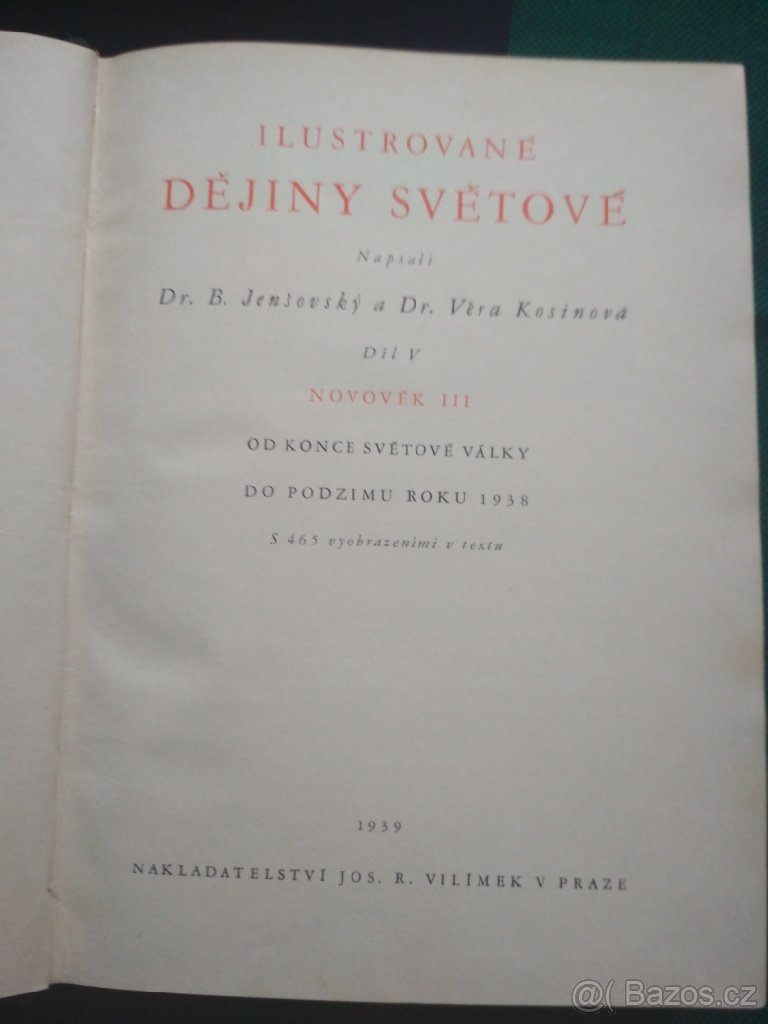 ILUSTROVANÉ
DĚJINY SVĚTOVÉ
Napsali
Dr. B. Jenšovský a Dr. Věra Kosinová
Díl V
NOVOVĚK III
OD KONCE SVĚTOVÉ VÁLKY
DO PODZIMU ROKU 1938
S 465 vyobrazeními v textu
1939
NAKLADATELSTVÍ JOS. R. VILÍMEK V PRAZE
@( Bazos.cz